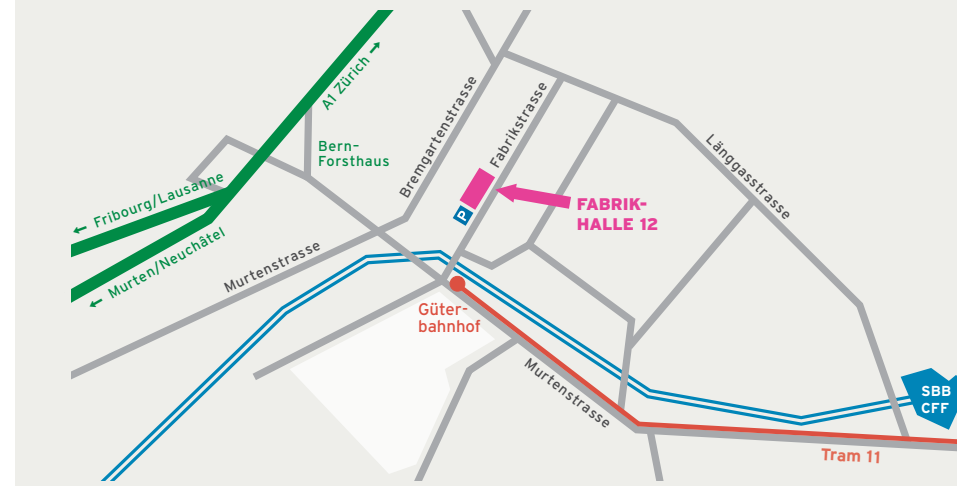 A1 Zürich
Bern-
Forsthaus
Fribourg/Lausanne
Murten/Neuchâtel
Murtenstrasse
Bremgartenstrasse
Fabrikstrasse
Länggasstrasse
P
FABRIK-
HALLE 12
Güter-
bahnhof
Murtenstrasse
SBB
CFF
Tram 11